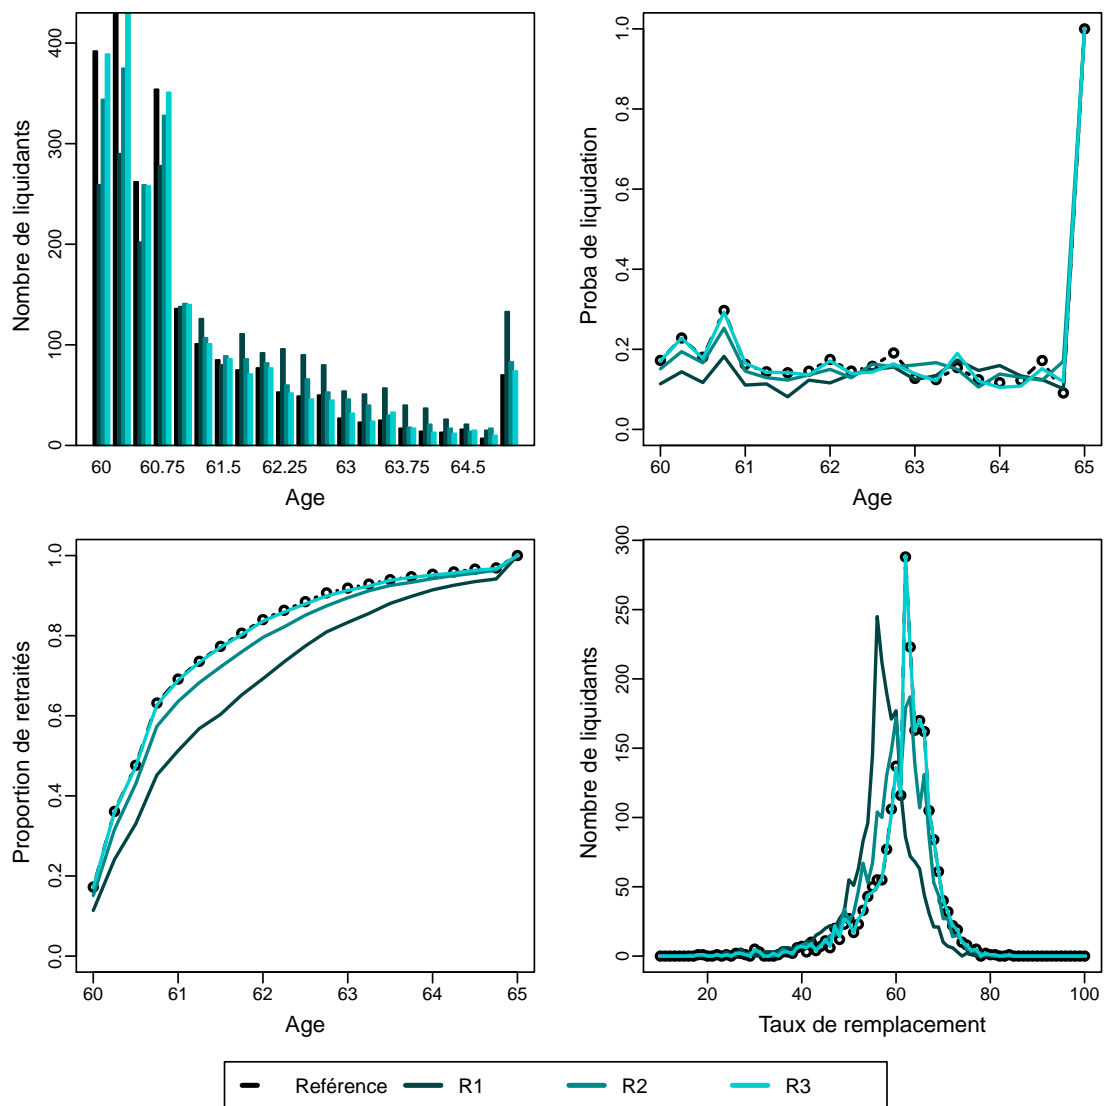 Nombre de liquidants
400
300
200
100
0
60 60.75 61.5 62.25 63 63.75 64.5
Age
Proba de liquidation
1.0
0.8
0.6
0.4
0.2
0.0
60 61 62 63 64 65
Age
Proportion de retraités
1.0
0.8
0.6
0.4
0.2
0.0
60 61 62 63 64 65
Age
Nombre de liquidants
300
250
200
150
100
50
0
20 40 60 80 100
Taux de remplacement
Reférence R1 R2 R3